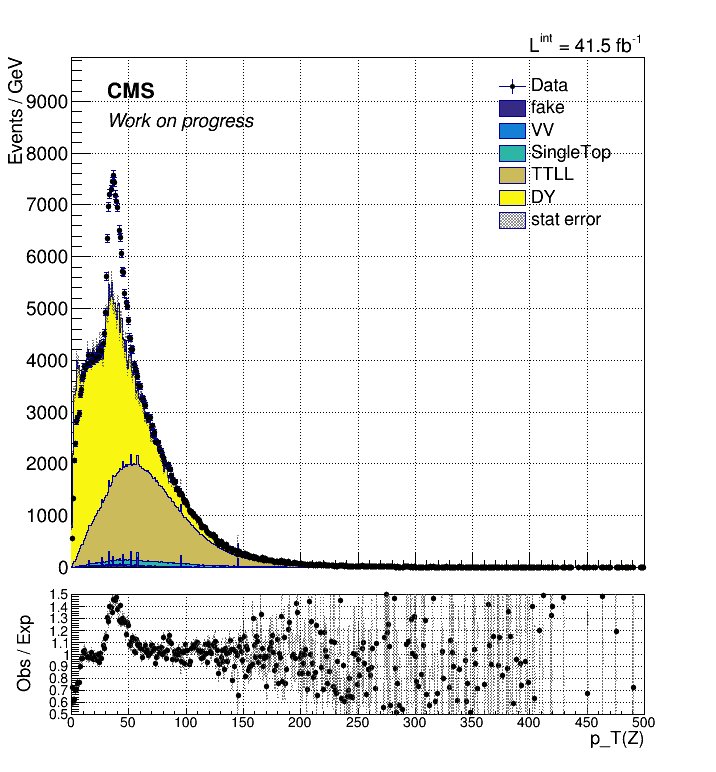 L^int = 41.5 fb^-1
Events / GeV
CMS
Work on progress
Data
fake
VV
SingleTop
TTLL
DY
stat error
9000
8000
7000
6000
5000
4000
3000
2000
1000
0
Obs / Exp
1.5
1.4
1.3
1.2
1.1
1
0.9
0.8
0.7
0.6
0.5
0 50 100 150 200 250 300 350 400 450 500
p_T(Z)